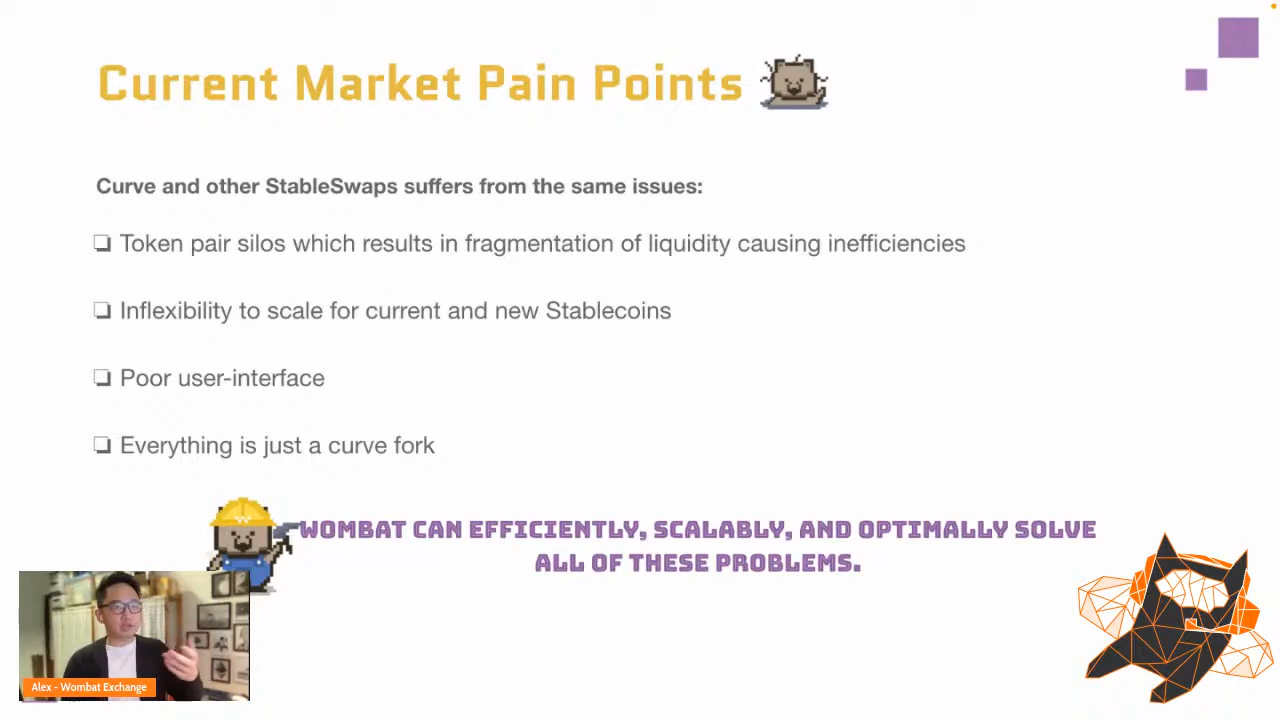 Current Market Pain Points
Curve and other StableSwaps suffers from the same issues:
❏ Token pair silos which results in fragmentation of liquidity causing inefficiencies
❏ Inflexibility to scale for current and new Stablecoins
❏ Poor user-interface
❏ Everything is just a curve fork
WOMBAT CAN EFFICIENTLY, SCALABLY, AND OPTIMALLY SOLVE
ALL OF THESE PROBLEMS.
Alex - Wombat Exchange